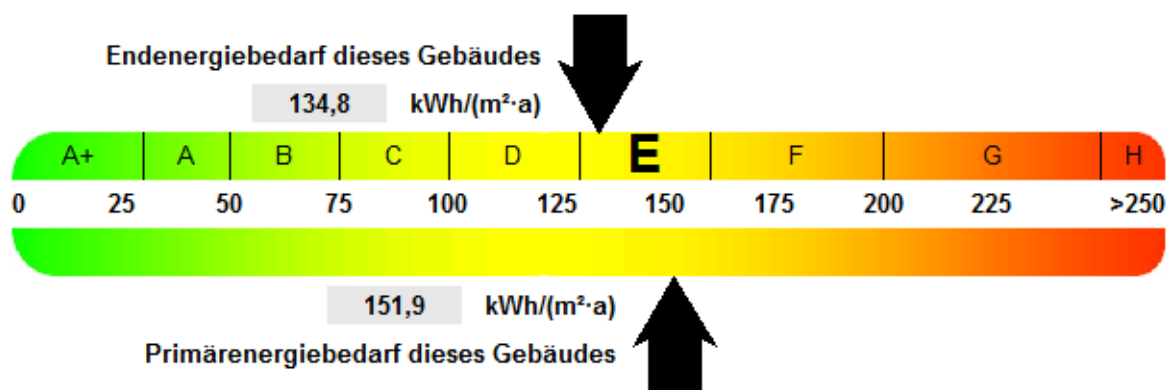 Endenergiebedarf dieses Gebäudes
134,8 kWh/(m²·a)
A+ A B C D E F G H
0 25 50 75 100 125 150 175 200 225 >250
151,9 kWh/(m²·a)
Primärenergiebedarf dieses Gebäudes